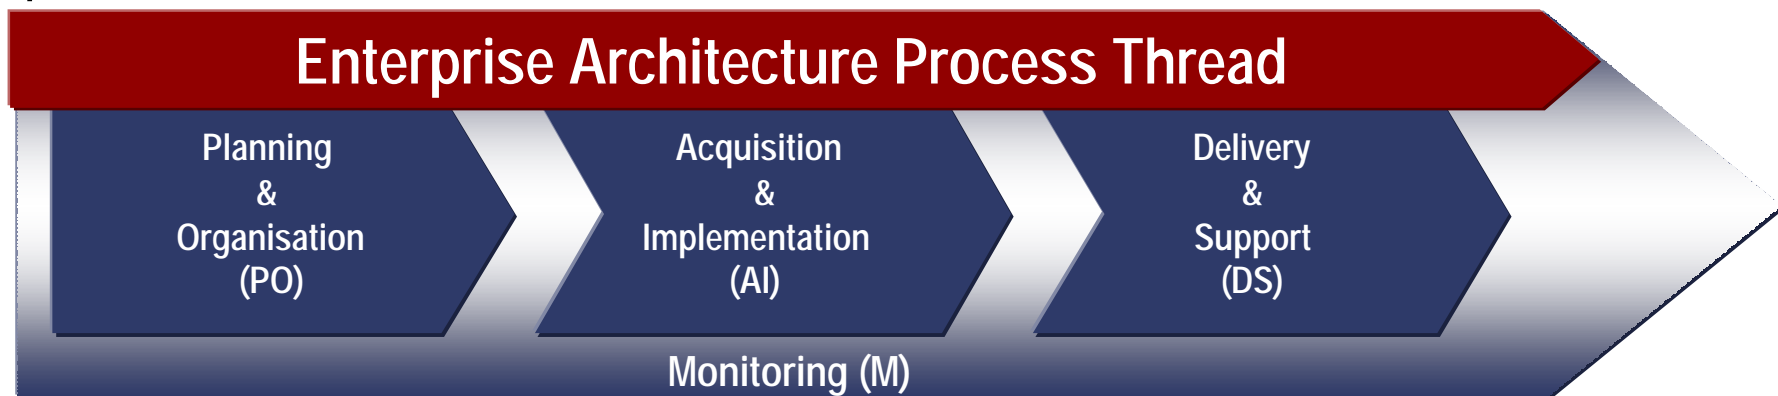 Enterprise Architecture Process Thread
Planning
&
Organisation
(PO)
Acquisition
&
Implementation
(AI)
Delivery
&
Support
(DS)
Monitoring (M)